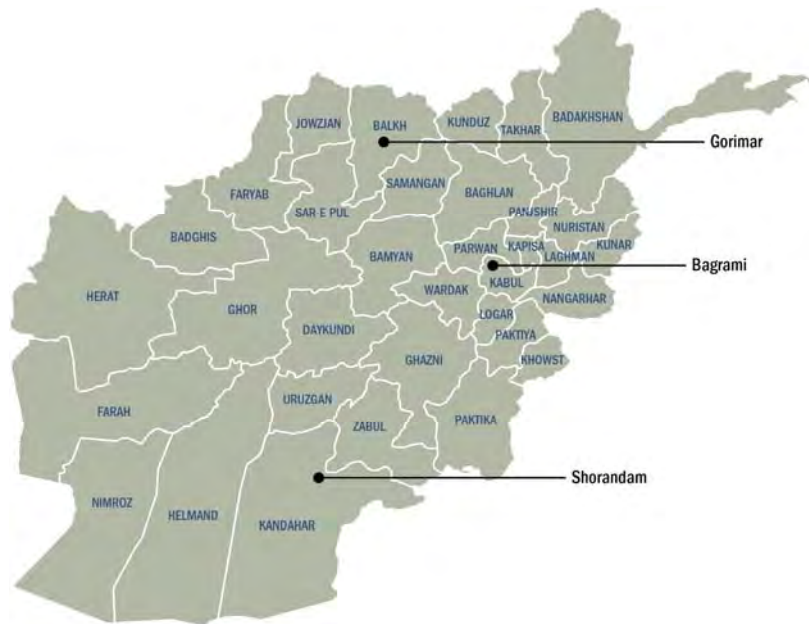 JOWZJAN
BALKH
KUNDUZ
TAKHAR
BADAKHSHAN
Gorimar
FARYAB
SAR E PUL
SAMANGAN
BAGHLAN
PANJSHIR
NURISTAN
BADGHIS
BAMYAN
PARWAN
KAPISA
LAGHMAN
KUNAR
Bagrami
HERAT
GHOR
WARDAK
KABUL
NANGARHAR
DAYKUNDI
LOGAR
PAKTIYA
GHAZNI
KHOWST
FARAH
URUZGAN
ZABUL
PAKTIKA
Shorandam
NIMROZ
HELMAND
KANDAHAR